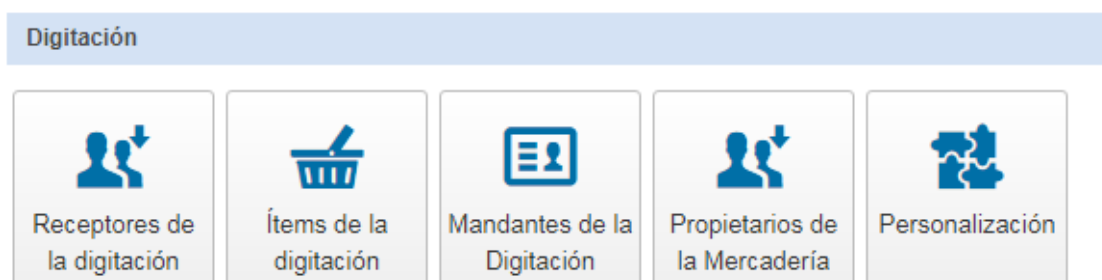 Digitación
Receptores de
la digitación
Ítems de la
digitación
Mandantes de la
Digitación
Propietarios de
la Mercadería
Personalización